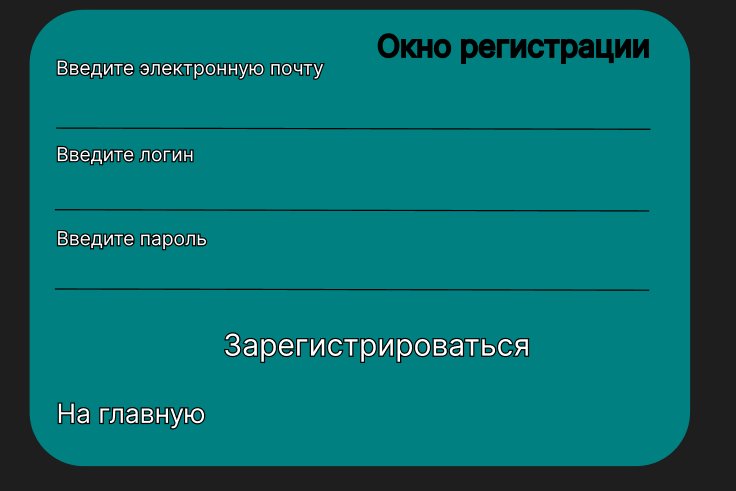 Окно регистрации
Введите электронную почту
Введите логин
Введите пароль
Зарегистрироваться
На главную